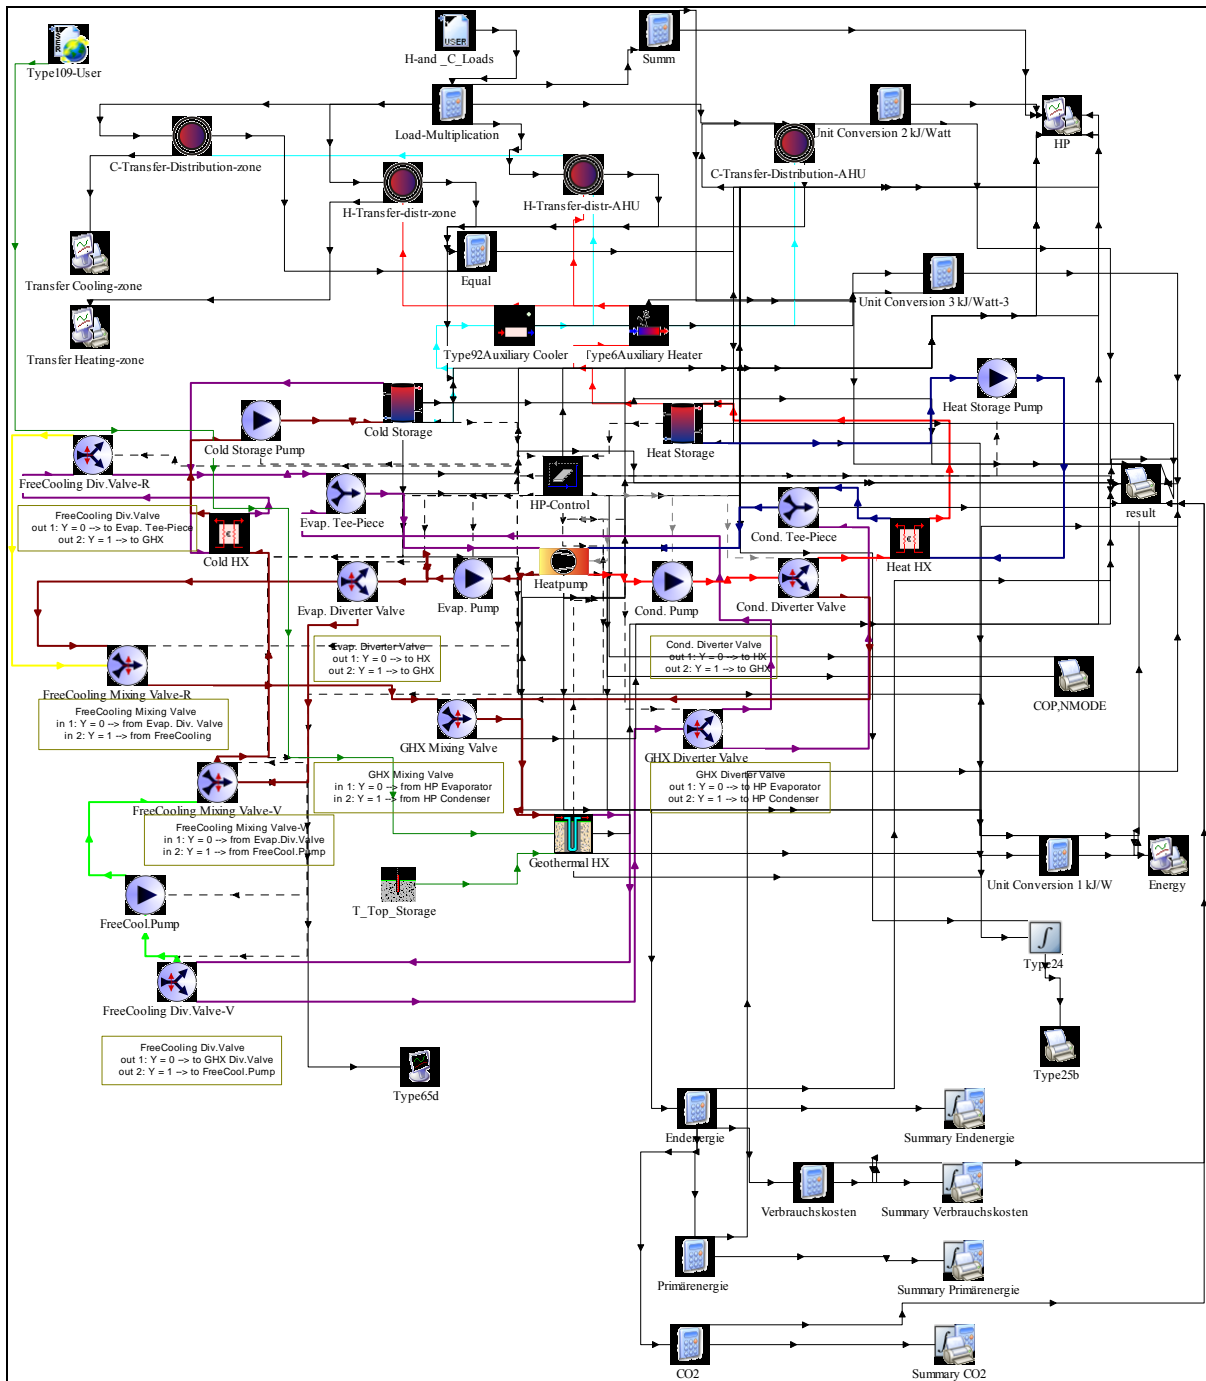 USER
Type109-User
H-and _C_Loads
Summ
Load-Multiplication
Unit Conversion 2 kJ/Watt
HP
C-Transfer-Distribution-zone
H-Transfer-distr-zone
H-Transfer-distr-AHU
C-Transfer-Distribution-AHU
Transfer Cooling-zone
Equal
Unit Conversion 3 kJ/Watt-3
Transfer Heating-zone
Type92Auxiliary Cooler
Type6Auxiliary Heater
Cold Storage Pump
Cold Storage
Heat Storage
Heat Storage Pump
FreeCooling Div.Valve-R
Evap. Tee-Piece
HP-Control
Cond. Tee-Piece
result
FreeCooling Div.Valve
out 1: Y = 0 --> to Evap. Tee-Piece
out 2: Y = 1 --> to GHX
Cold HX
Heat HX
Evap. Diverter Valve
Evap. Pump
Heatpump
Cond. Pump
Cond. Diverter Valve
Evap. Diverter Valve
out 1: Y = 0 --> to HX
out 2: Y = 1 --> to GHX
Cond. Diverter Valve
out 1: Y = 0 --> to HX
out 2: Y = 1 --> to GHX
FreeCooling Mixing Valve-R
COP,NMODE
FreeCooling Mixing Valve
in 1: Y = 0 --> from Evap. Div. Valve
in 2: Y = 1 --> from FreeCooling
GHX Mixing Valve
GHX Diverter Valve
GHX Mixing Valve
in 1: Y = 0 --> from HP Evaporator
in 2: Y = 1 --> from HP Condenser
GHX Diverter Valve
out 1: Y = 0 --> to HP Evaporator
out 2: Y = 1 --> to HP Condenser
FreeCooling Mixing Valve-V
FreeCooling Mixing Valve-V
in 1: Y = 0 --> from Evap.Div.Valve
in 2: Y = 1 --> from FreeCool.Pump
Geothermal HX
Unit Conversion 1 kJ/W
Energy
FreeCool.Pump
T_Top_Storage
Type24
FreeCooling Div.Valve-V
FreeCooling Div.Valve
out 1: Y = 0 --> to GHX Div.Valve
out 2: Y = 1 --> to FreeCool.Pump
Type65d
Type25b
Endenergie
Summary Endenergie
Verbrauchskosten
Summary Verbrauchskosten
Primärenergie
Summary Primärenergie
CO2
Summary CO2